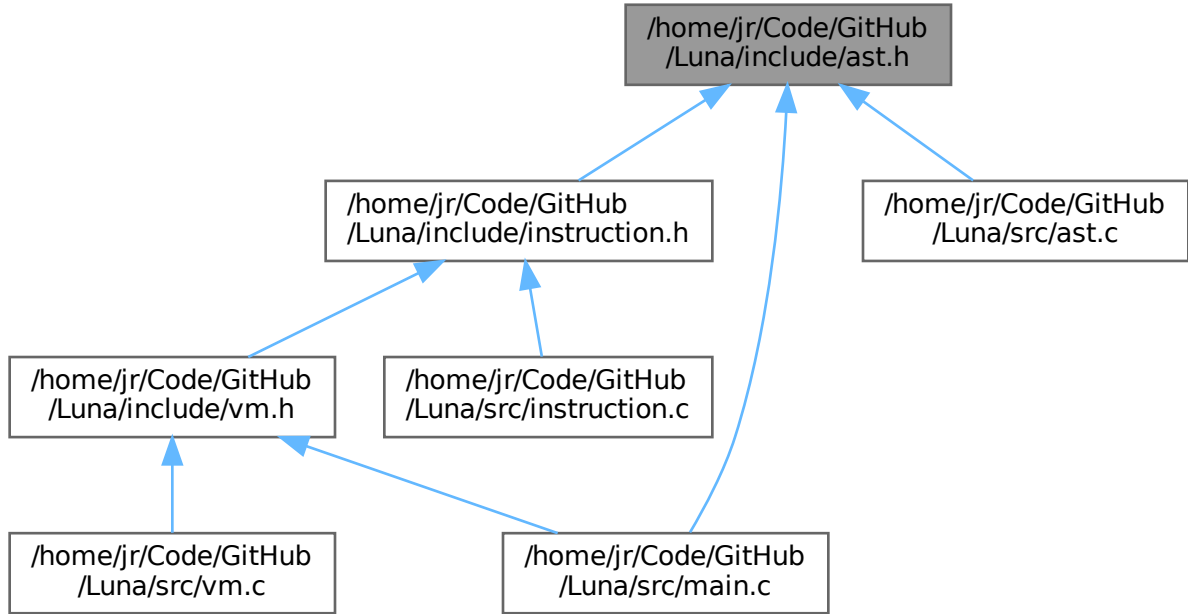 /home/jr/Code/GitHub
/Luna/include/ast.h
/home/jr/Code/GitHub
/Luna/include/instruction.h
/home/jr/Code/GitHub
/Luna/src/ast.c
/home/jr/Code/GitHub
/Luna/include/vm.h
/home/jr/Code/GitHub
/Luna/src/instruction.c
/home/jr/Code/GitHub
/Luna/src/vm.c
/home/jr/Code/GitHub
/Luna/src/main.c